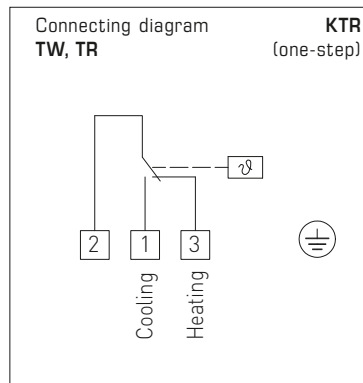 Connecting diagram KTR
TW, TR (one-step)
ϑ
2 1 3
Cooling
Heating